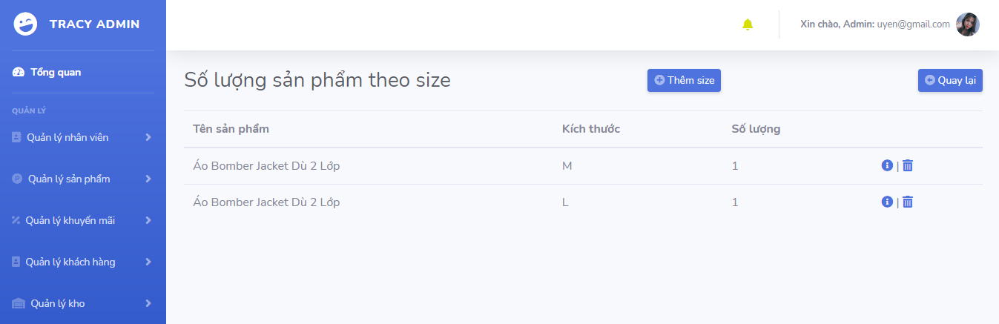 TRACY ADMIN
Xin chào, Admin: uyen@gmail.com
Tổng quan
QUẢN LÝ
Quản lý nhân viên
Quản lý sản phẩm
Quản lý khuyến mãi
Quản lý khách hàng
Quản lý kho
Số lượng sản phẩm theo size
Thêm size
Quay lại
Tên sản phẩm Kích thước Số lượng
Áo Bomber Jacket Dù 2 Lớp M 1 |
Áo Bomber Jacket Dù 2 Lớp L 1 |